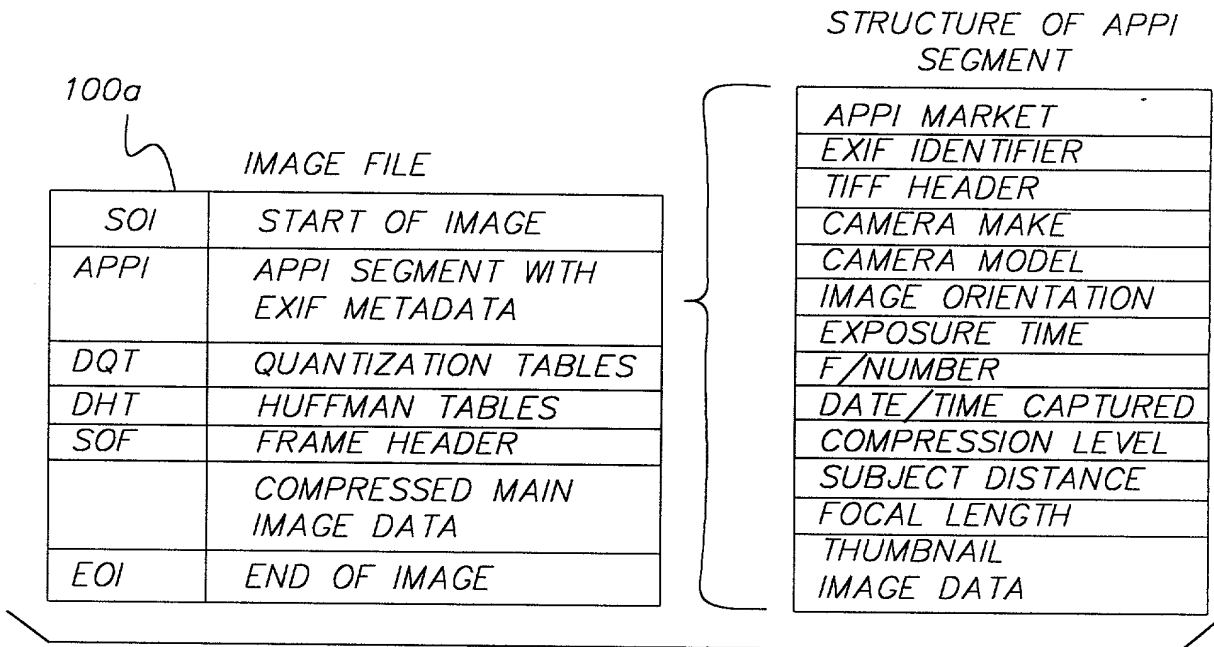 STRUCTURE OF APPI
SEGMENT
100a
IMAGE FILE
SOI START OF IMAGE
APPI APPI SEGMENT WITH
EXIF METADATA
DQT QUANTIZATION TABLES
DHT HUFFMAN TABLES
SOF FRAME HEADER
COMPRESSED MAIN
IMAGE DATA
EOI END OF IMAGE
APPI MARKET
EXIF IDENTIFIER
TIFF HEADER
CAMERA MAKE
CAMERA MODEL
IMAGE ORIENTATION
EXPOSURE TIME
F/NUMBER
DATE/TIME CAPTURED
COMPRESSION LEVEL
SUBJECT DISTANCE
FOCAL LENGTH
THUMBNAIL
IMAGE DATA